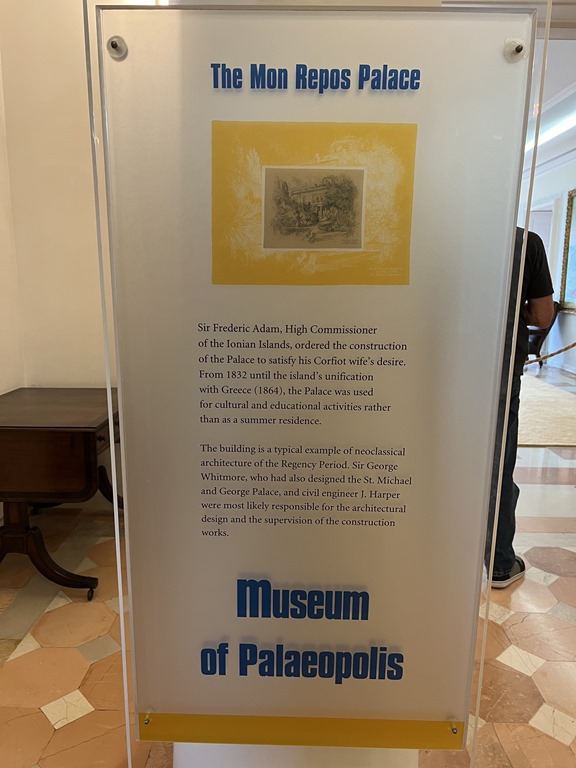 The Mon Repos Palace
Sir Frederic Adam, High Commissioner
of the Ionian Islands, ordered the construction
of the Palace to satisfy his Corfiot wife's desire.
From 1832 until the island's unification
with Greece (1864), the Palace was used
for cultural and educational activities rather
than as a summer residence.
The building is a typical example of neoclassical
architecture of the Regency Period. Sir George
Whitmore, who had also designed the St. Michael
and George Palace, and civil engineer J. Harper
were most likely responsible for the architectural
design and the supervision of the construction
works.
Museum
of Palaeopolis